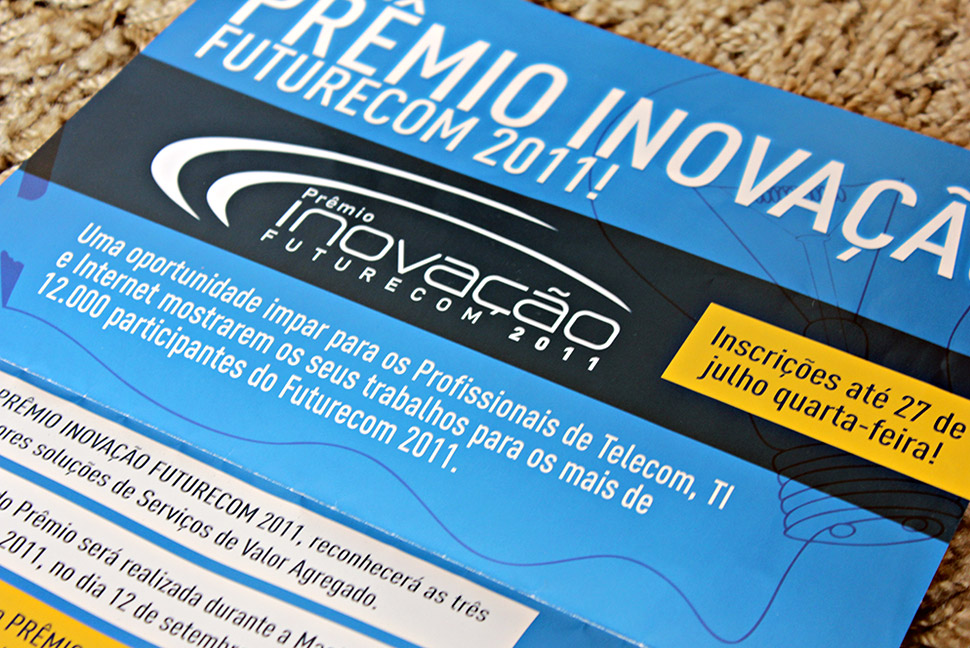 PRÊMIO INOVAÇÃ
FUTURECOM 2011!
Prêmio
inovação
FUTURECOM 2011
Uma oportunidade impar para os Profissionais de Telecom, TI
e Internet mostrarem os seus trabalhos para os mais de
12.000 participantes do Futurecom 2011.
Inscrições até 27 de
julho quarta-feira!
PRÊMIO INOVAÇÃO FUTURECOM 2011, reconhecerá as três
ores soluções de Serviços de Valor Agregado.
do Prêmio será realizada durante a
2011, no dia 12 de setemb
a PRÊM